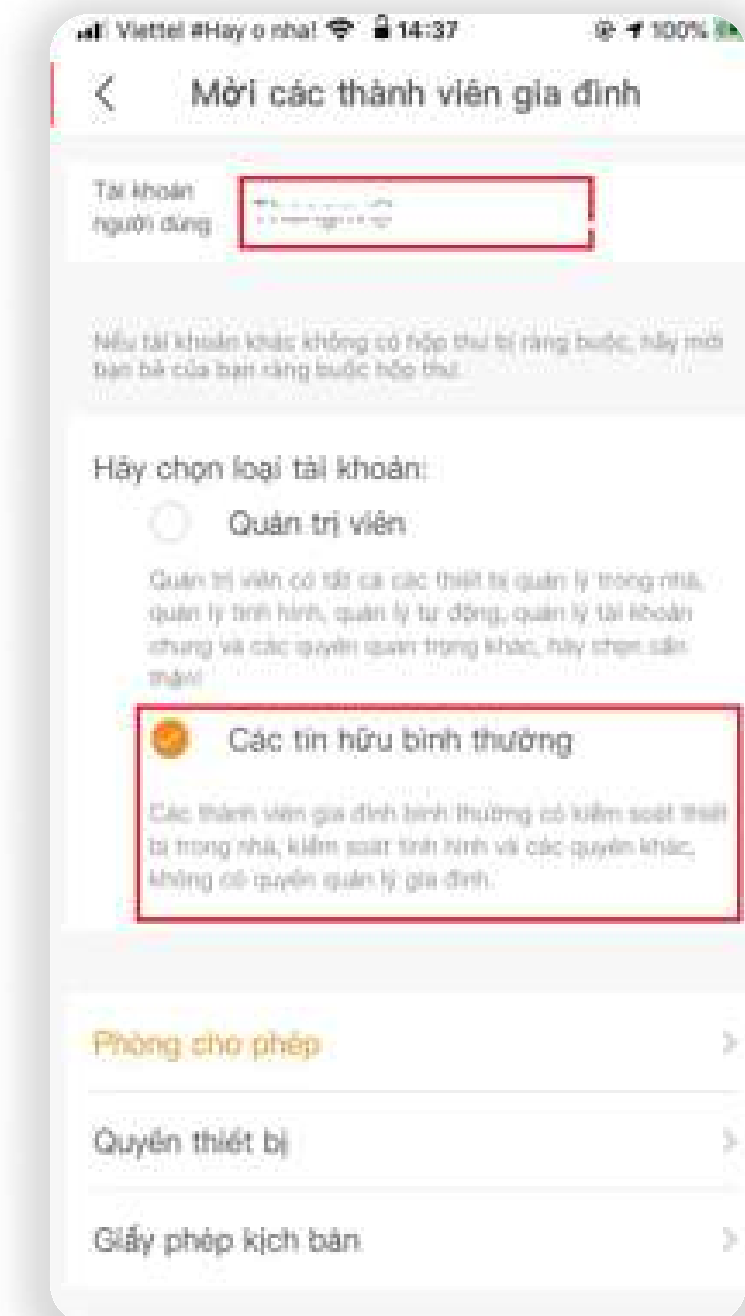 Viettel #Hay o nha! 14:37 100%
Mời các thành viên gia đình
Tài khoản
người dùng
Nếu tài khoản khác không có hộp thư bị ràng buộc, hãy mời
bạn bè của bạn ràng buộc hộp thư.
Hãy chọn loại tài khoản:
Quản trị viên
Quản trị viên có tất cả các thiết bị quản lý trong nhà,
quản lý tình hình, quản lý tự động, quản lý tài khoản
chung và các quyền quan trọng khác, hãy chọn cẩn
thận!
Các tín hữu bình thường
Các thành viên gia đình bình thường có kiểm soát thiết
bị trong nhà, kiểm soát tình hình và các quyền khác,
không có quyền quản lý gia đình.
Phòng cho phép
Quyền thiết bị
Giấy phép kịch bản